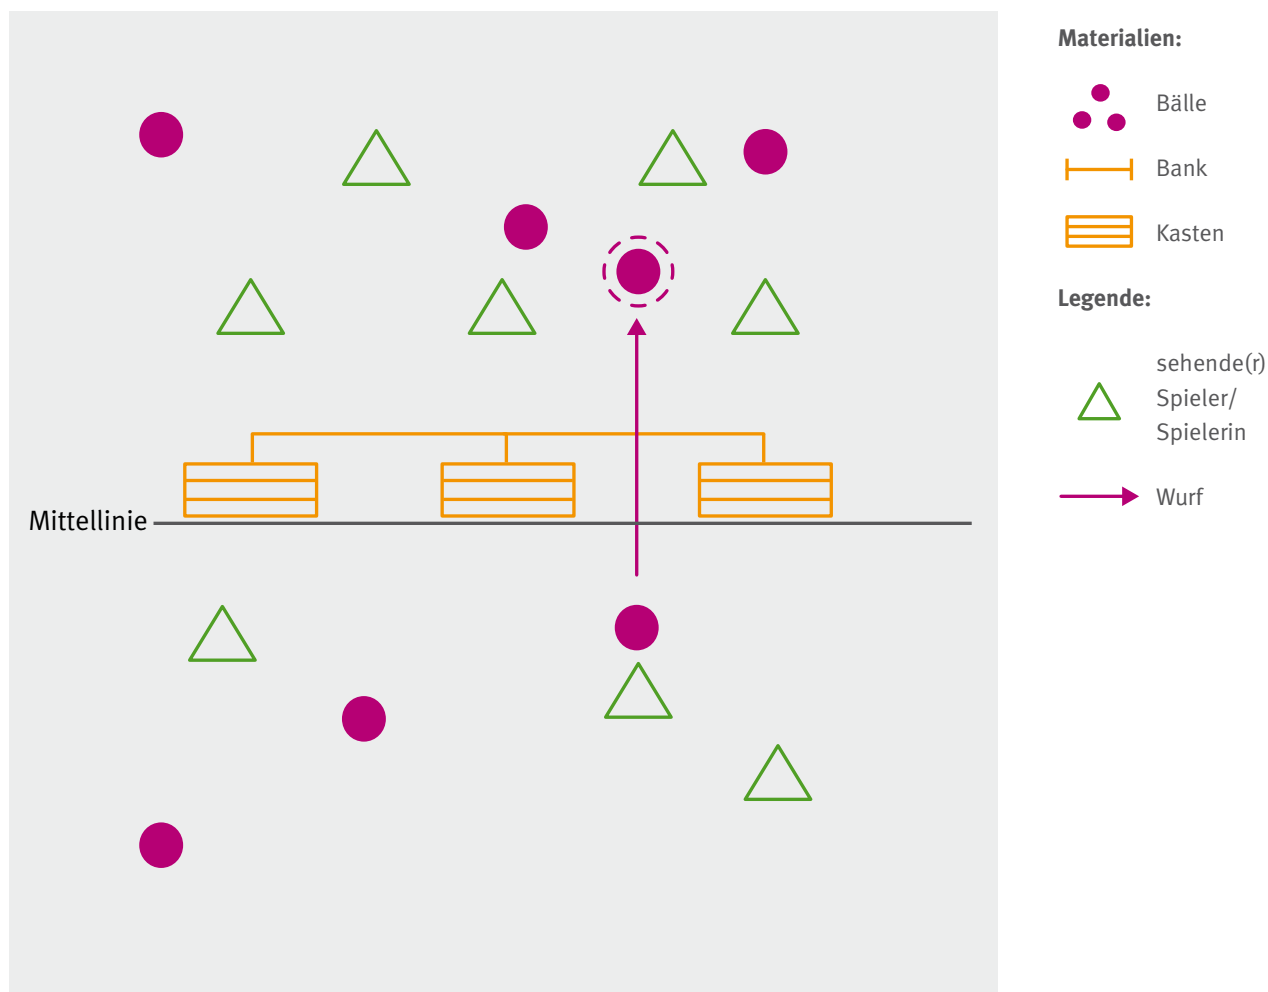 Mittellinie
Materialien:
Bälle
Bank
Kasten
Legende:
sehende(r)
Spieler/
Spielerin
Wurf